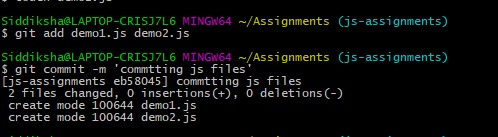 Siddiksha@LAPTOP-CRISJ7L6 MINGW64 ~/Assignments (js-assignments)
$ git add demo1.js demo2.js
Siddiksha@LAPTOP-CRISJ7L6 MINGW64 ~/Assignments (js-assignments)
$ git commit -m 'commtting js files'
[js-assignments eb58045] commtting js files
2 files changed, 0 insertions(+), 0 deletions(-)
create mode 100644 demo1.js
create mode 100644 demo2.js